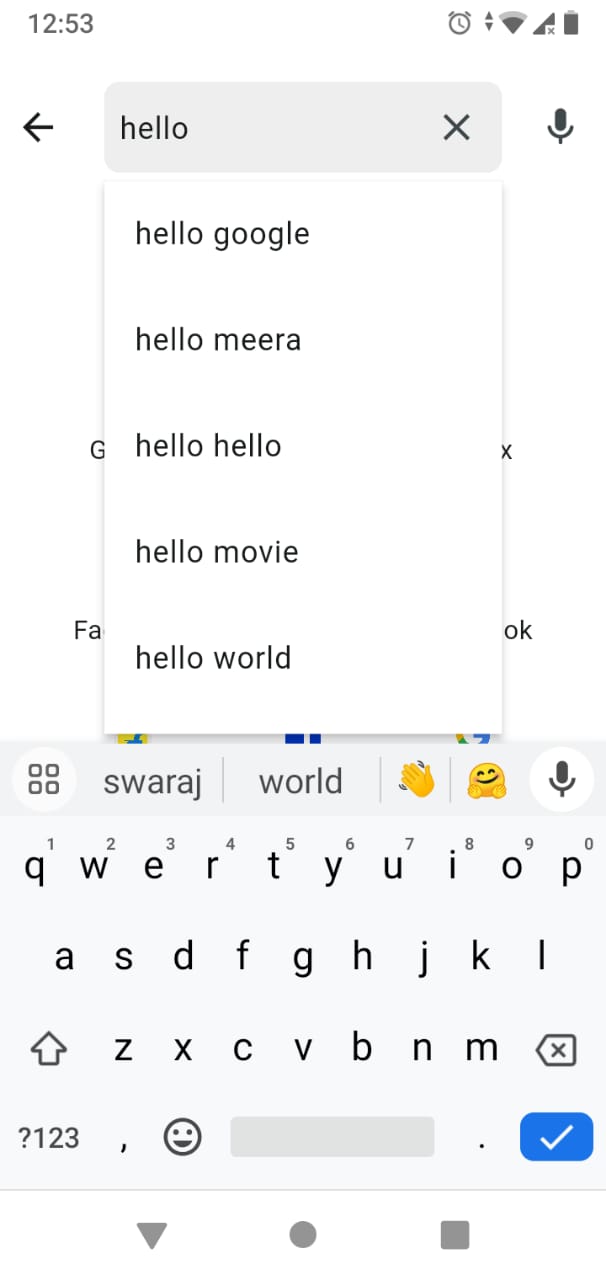 12:53
hello
hello google
hello meera
G hello hello x
hello movie
Fa ok
hello world
swaraj world
1 2 3 4 5 6 7 8 9 0
q w e r t y u i o p
a s d f g h j k l
z x c v b n m
?123 , .